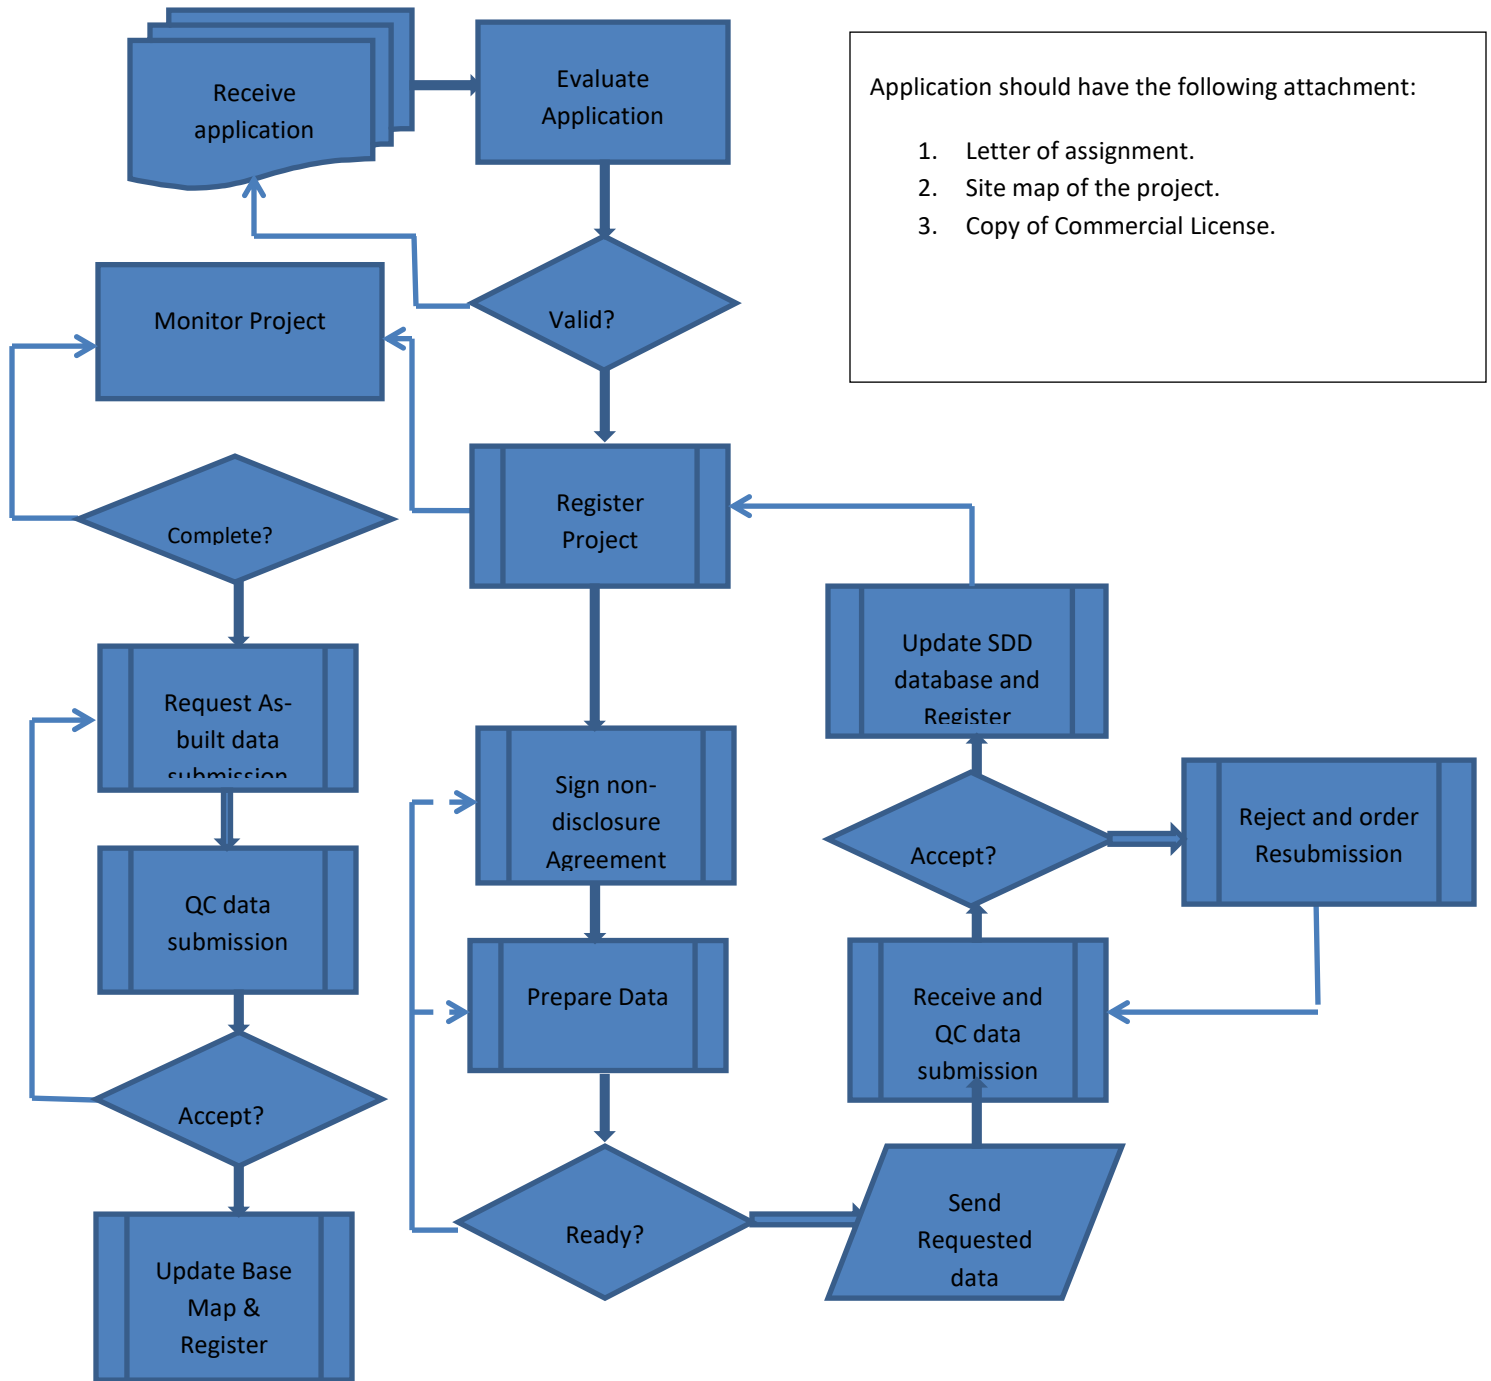 Receive
application
Evaluate
Application
Application should have the following attachment:
1. Letter of assignment.
2. Site map of the project.
3. Copy of Commercial License.
Valid?
Monitor Project
Register
Project
Complete?
Update SDD
database and
Register
Request As-
built data
submission
Sign non-
disclosure
Agreement
Accept?
Reject and order
Resubmission
QC data
submission
Prepare Data
Receive and
QC data
submission
Accept?
Ready?
Send
Requested
data
Update Base
Map &
Register